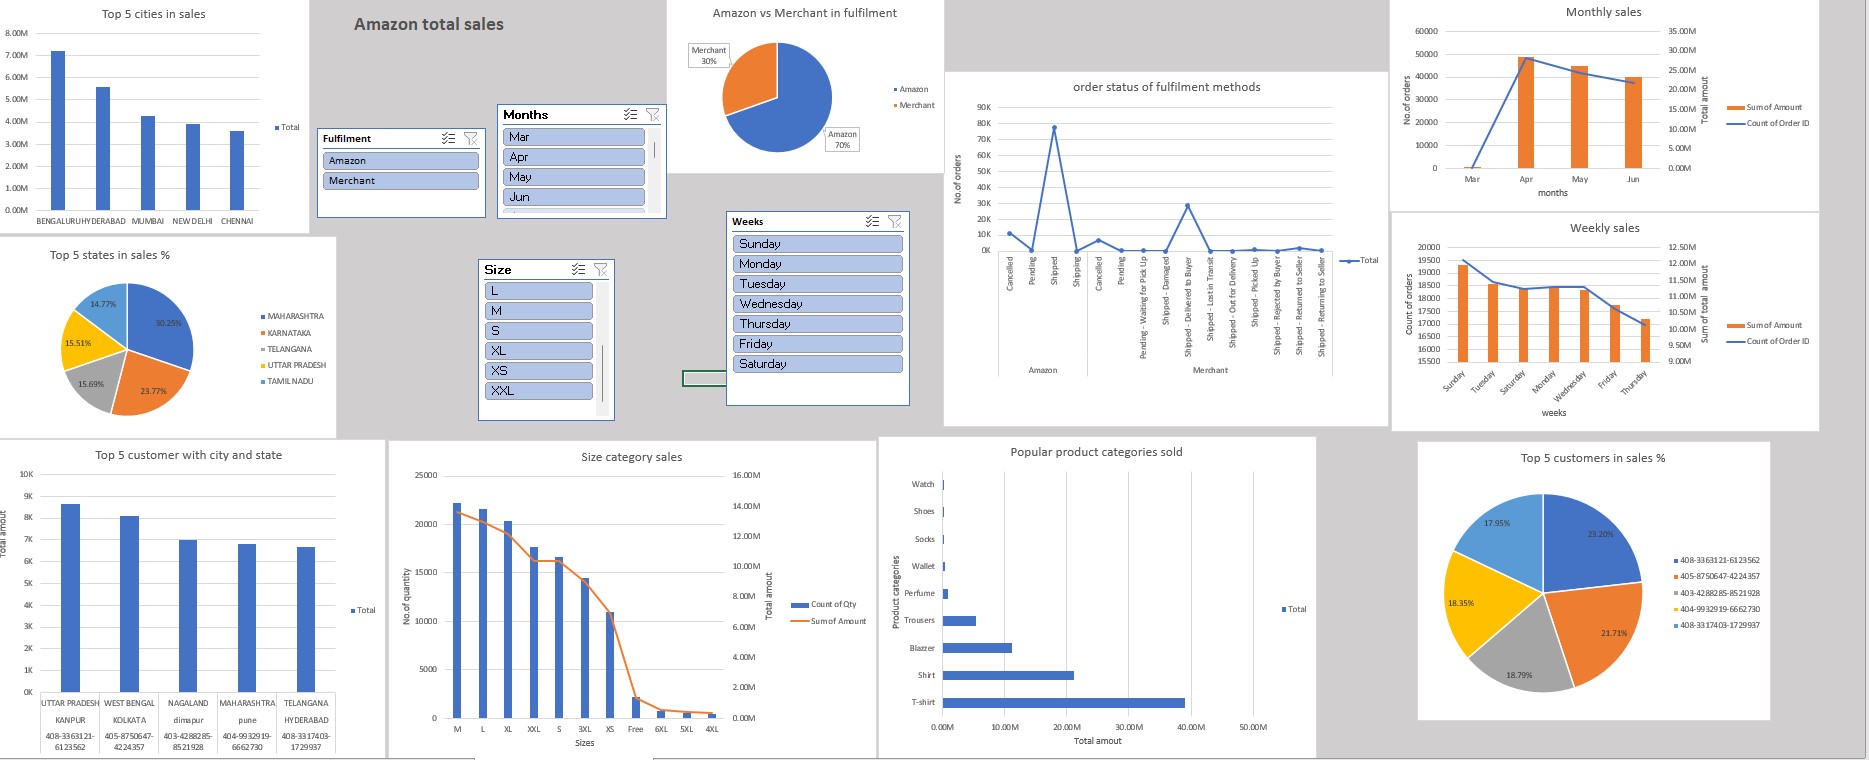 Top 5 cities in sales
8.00M
7.00M
6.00M
5.00M
4.00M
3.00M
2.00M
1.00M
0.00M
BENGALURU HYDERABAD MUMBAI NEW DELHI CHENNAI
Total
Amazon total sales
Fulfilment
Amazon
Merchant
Months
Mar
Apr
May
Jun
Amazon vs Merchant in fulfilment
Merchant
30%
Amazon
70%
Amazon
Merchant
order status of fulfilment methods
No.of orders
90K
80K
70K
60K
50K
40K
30K
20K
10K
0K
Cancelled
Pending
Shipped
Shipping
Cancelled
Pending
Pending - Waiting for Pick Up
Shipped - Damaged
Shipped - Delivered to Buyer
Shipped - Lost in Transit
Shipped - Out for Delivery
Shipped - Picked Up
Shipped - Rejected by Buyer
Shipped - Returned to Seller
Shipped - Returning to Seller
Amazon Merchant
Total
Monthly sales
No.of orders
60000
50000
40000
30000
20000
10000
0
35.00M
30.00M
25.00M
20.00M
15.00M
10.00M
5.00M
0.00M
Total amout
Mar Apr May Jun
months
Sum of Amount
Count of Order ID
Top 5 states in sales %
30.25%
23.77%
15.69%
15.51%
14.77%
MAHARASHTRA
KARNATAKA
TELANGANA
UTTAR PRADESH
TAMIL NADU
Size
L
M
S
XL
XS
XXL
Weeks
Sunday
Monday
Tuesday
Wednesday
Thursday
Friday
Saturday
Weekly sales
Count of orders
20000
19500
19000
18500
18000
17500
17000
16500
16000
15500
12.50M
12.00M
11.50M
11.00M
10.50M
10.00M
9.50M
9.00M
Sum of total amout
Sunday Tuesday Saturday Monday Wednesday Friday Thursday
weeks
Sum of Amount
Count of Order ID
Top 5 customer with city and state
Total amout
10K
9K
8K
7K
6K
5K
4K
3K
2K
1K
0K
UTTAR PRADESH WEST BENGAL NAGALAND MAHARASHTRA TELANGANA
KANPUR KOLKATA dimapur pune HYDERABAD
408-3363121- 405-8750647- 403-4288285- 404-9932919- 408-3317403-
6123562 4224357 8521928 6662730 1729937
Total
Size category sales
No.of quantity
25000
20000
15000
10000
5000
0
16.00M
14.00M
12.00M
10.00M
8.00M
6.00M
4.00M
2.00M
0.00M
Total amout
M L XL XXL S 3XL XS Free 6XL 5XL 4XL
Sizes
Count of Qty
Sum of Amount
Popular product categories sold
Product categories
Watch
Shoes
Socks
Wallet
Perfume
Trousers
Blazzer
Shirt
T-shirt
0.00M 10.00M 20.00M 30.00M 40.00M 50.00M
Total amout
Total
Top 5 customers in sales %
23.20%
21.71%
18.79%
18.35%
17.95%
408-3363121-6123562
405-8750647-4224357
403-4288285-8521928
404-9932919-6662730
408-3317403-1729937